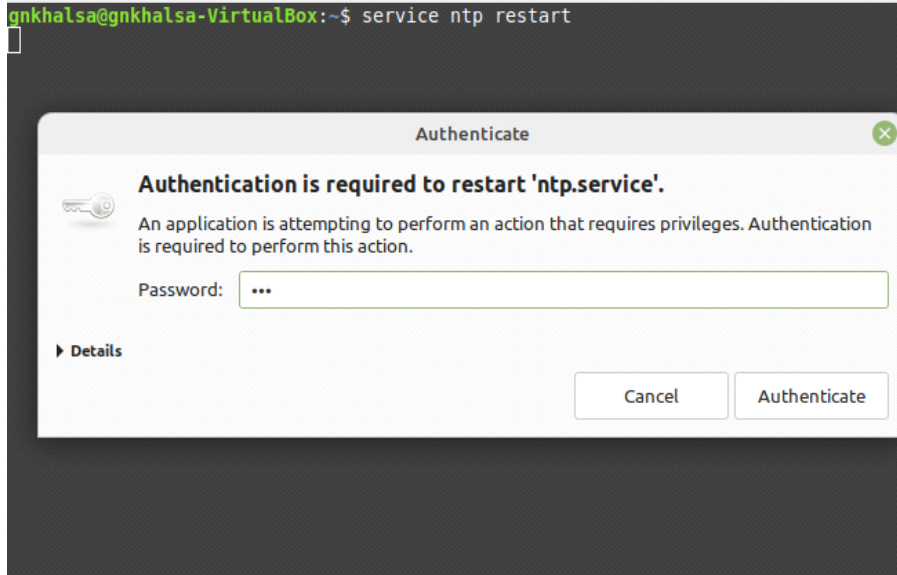 gnkhalsa@gnkhalsa-VirtualBox:~$ service ntp restart
Authenticate
Authentication is required to restart 'ntp.service'.
An application is attempting to perform an action that requires privileges. Authentication
is required to perform this action.
Password: •••
Details
Cancel Authenticate